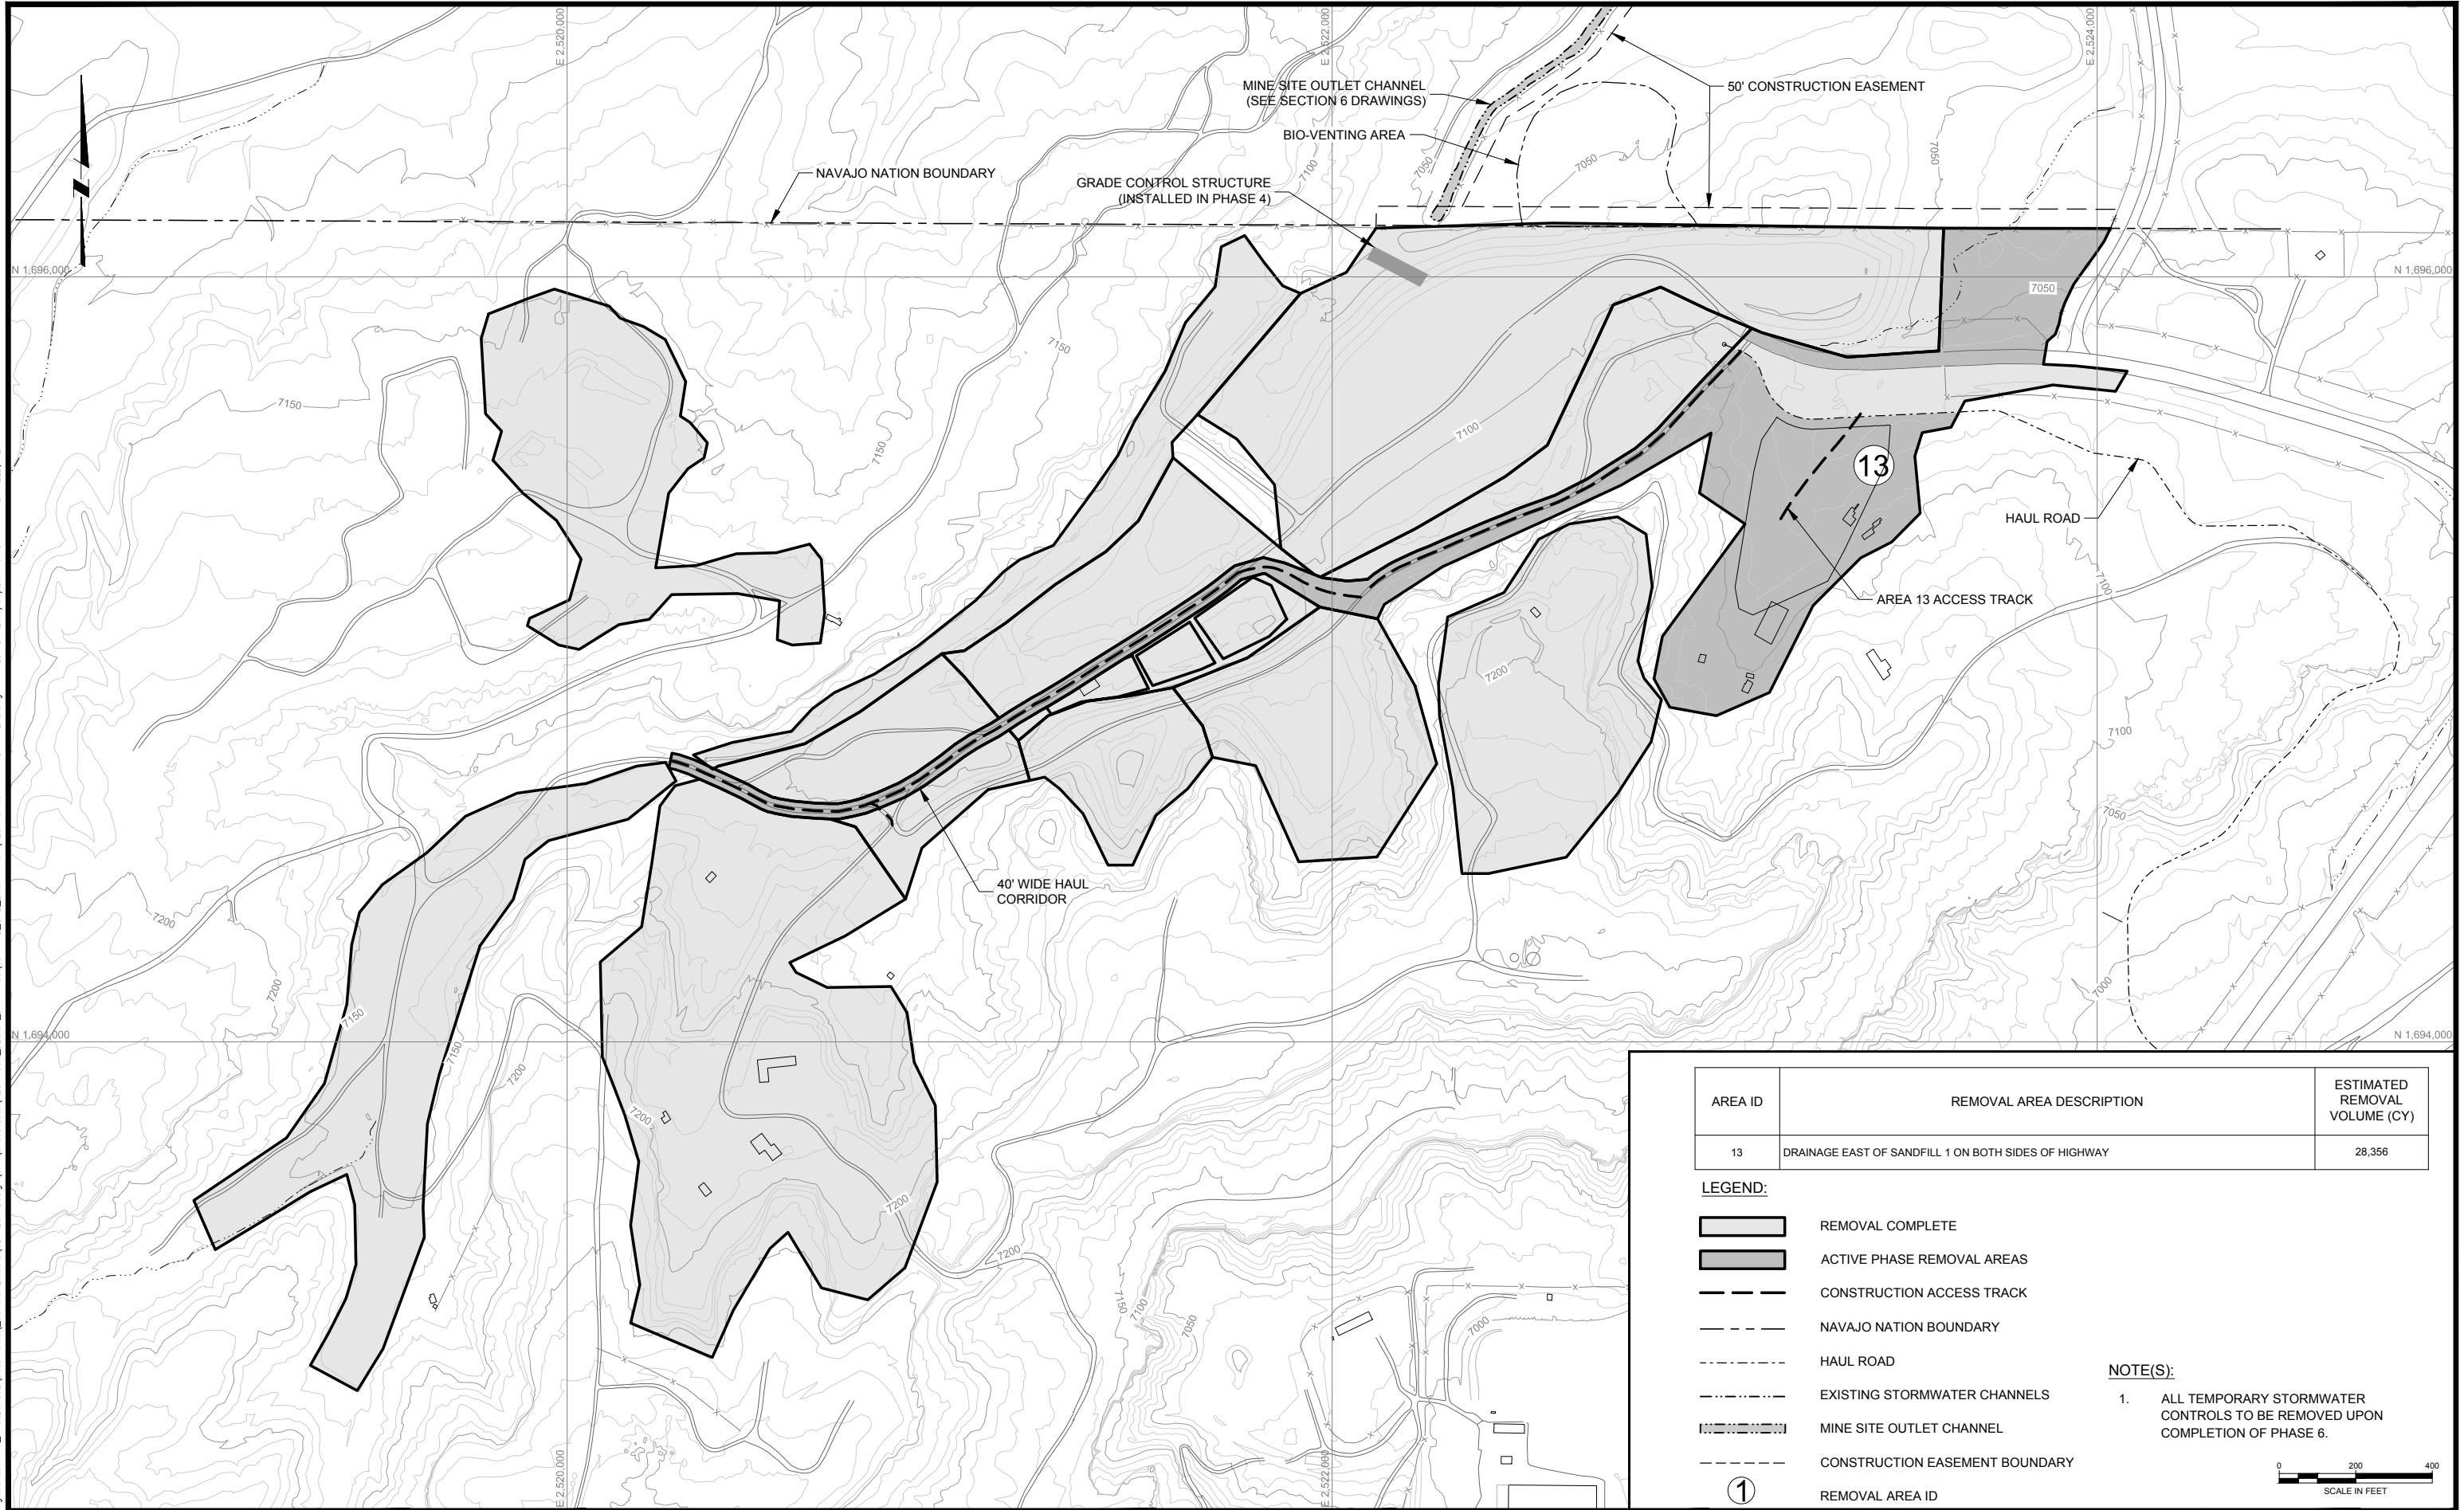 E 2,520,000
E 2,522,000
E 2,524,000
MINE SITE OUTLET CHANNEL
(SEE SECTION 6 DRAWINGS)
50' CONSTRUCTION EASEMENT
BIO-VENTING AREA
7050
7050
7050
7100
NAVAJO NATION BOUNDARY
GRADE CONTROL STRUCTURE
(INSTALLED IN PHASE 4)
N 1,696,000
N 1,696,000
7050
7150
7150
7150
7100
13
HAUL ROAD
AREA 13 ACCESS TRACK
7100
7200
7100
7050
40' WIDE HAUL
CORRIDOR
7200
7200
7150
7000
N 1,694,000
N 1,694,000
7150
7200
7200
7200
7200
7150
7100
7050
7000
E 2,520,000
E 2,522,000
AREA ID
REMOVAL AREA DESCRIPTION
ESTIMATED
REMOVAL
VOLUME (CY)
13
DRAINAGE EAST OF SANDFILL 1 ON BOTH SIDES OF HIGHWAY
28,356
LEGEND:
REMOVAL COMPLETE
ACTIVE PHASE REMOVAL AREAS
CONSTRUCTION ACCESS TRACK
NAVAJO NATION BOUNDARY
HAUL ROAD
EXISTING STORMWATER CHANNELS
MINE SITE OUTLET CHANNEL
CONSTRUCTION EASEMENT BOUNDARY
1
REMOVAL AREA ID
NOTE(S):
1. ALL TEMPORARY STORMWATER
CONTROLS TO BE REMOVED UPON
COMPLETION OF PHASE 6.
0 200 400
SCALE IN FEET